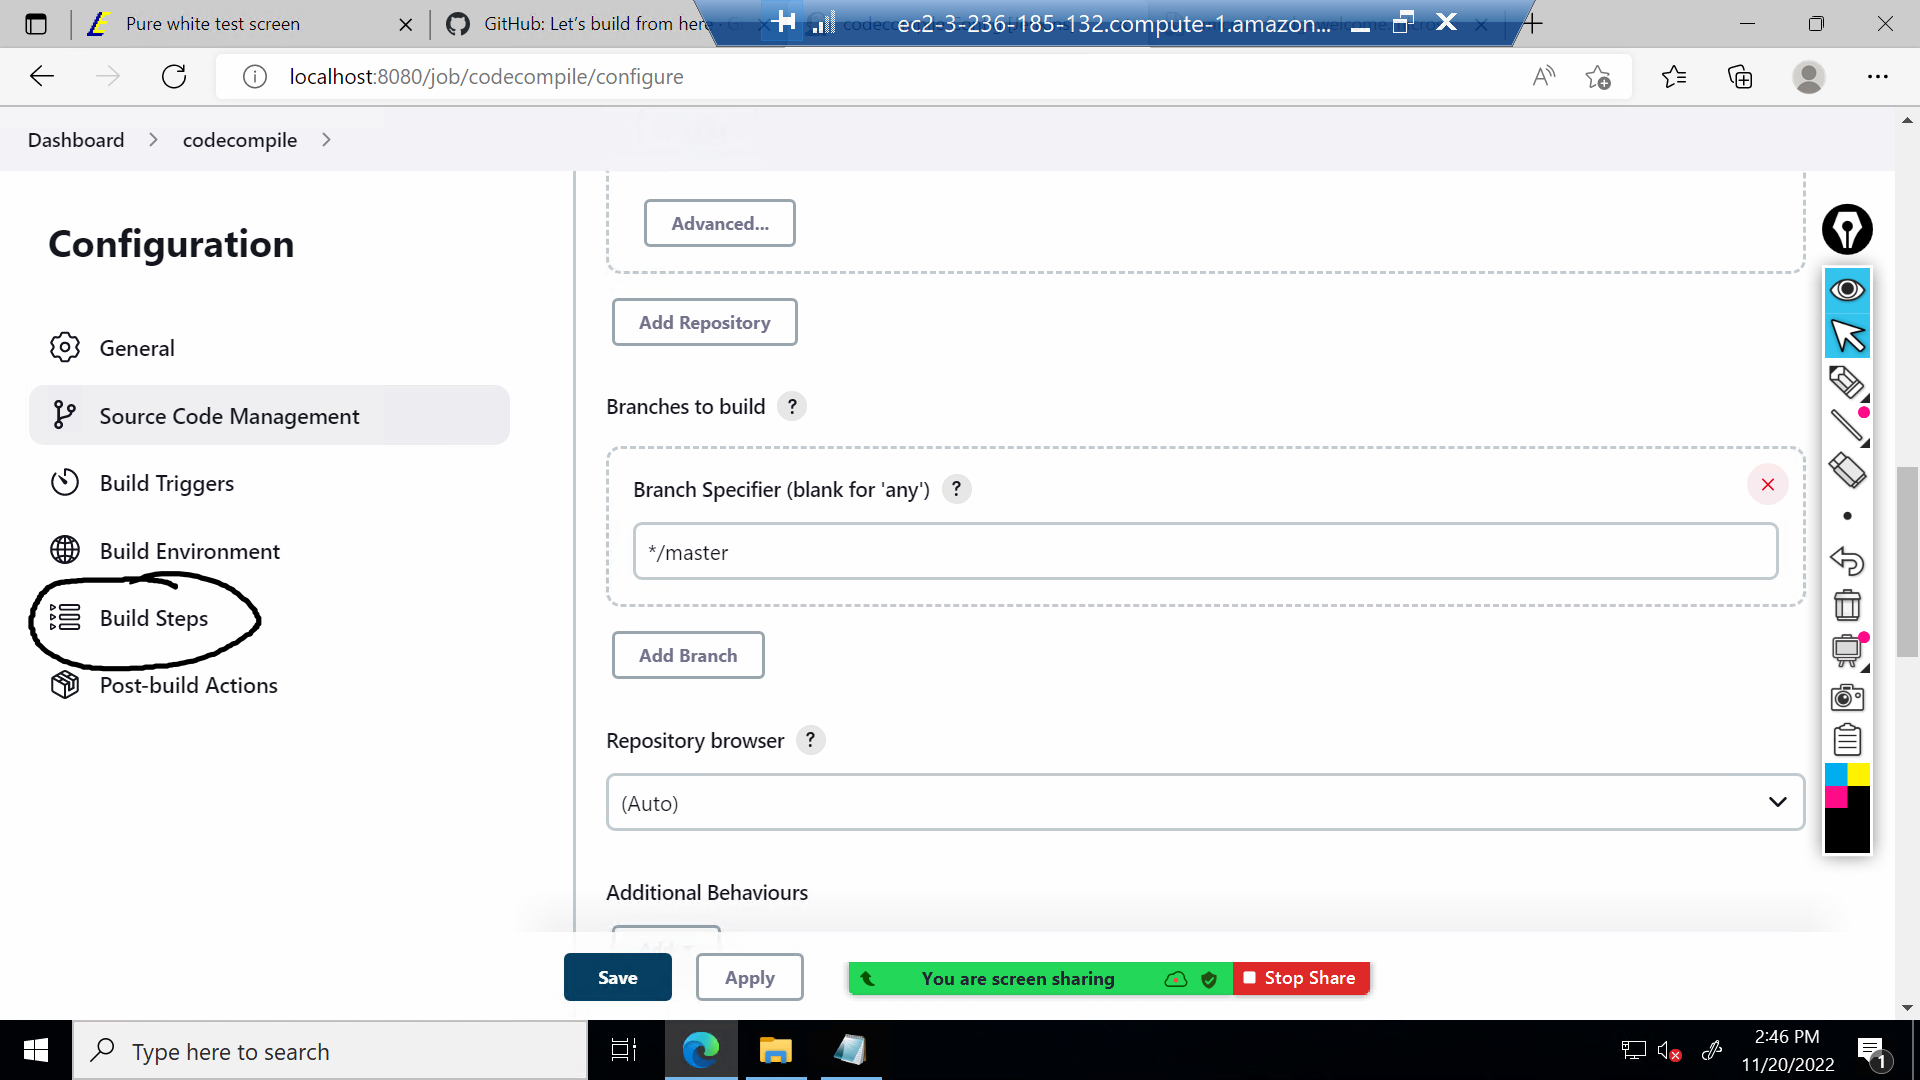 Pure white test screen
GitHub: Let's build from here
ec2-3-236-185-132.compute-1.amazon...
localhost:8080/job/codecompile/configure
Dashboard
codecompile
Configuration
General
Source Code Management
Build Triggers
Build Environment
Build Steps
Post-build Actions
Advanced...
Add Repository
Branches to build ?
Branch Specifier (blank for 'any') ?
*/master
Add Branch
Repository browser ?
(Auto)
Additional Behaviours
Save
Apply
You are screen sharing
Stop Share
Type here to search
2:46 PM
11/20/2022
1